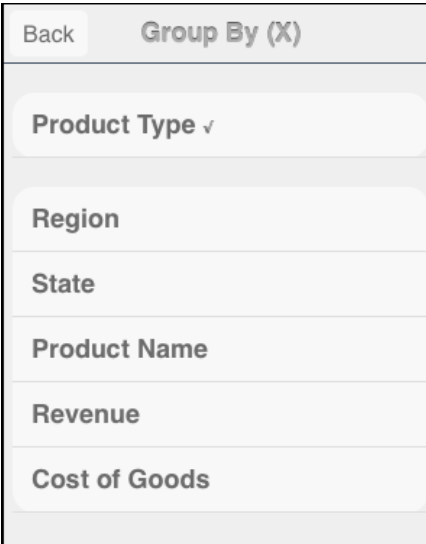 Back Group By (X)
Product Type √
Region
State
Product Name
Revenue
Cost of Goods